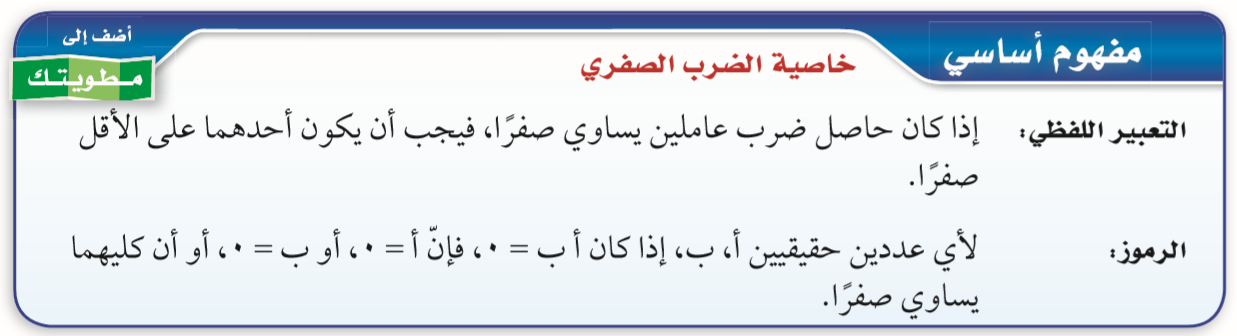 مفهوم أساسي
خاصية الضرب الصفري
أضف إلى
مـطويـتـك
التعبير اللفظي: إذا كان حاصل ضرب عاملين يساوي صفرًا، فيجب أن يكون أحدهما على الأقل
صفرًا.
الرموز: لأي عددين حقيقيين أ، ب، إذا كان أ ب = ٠، فإنّ أ = ٠، أو ب = ٠، أو أن كليهما
يساوي صفرًا.